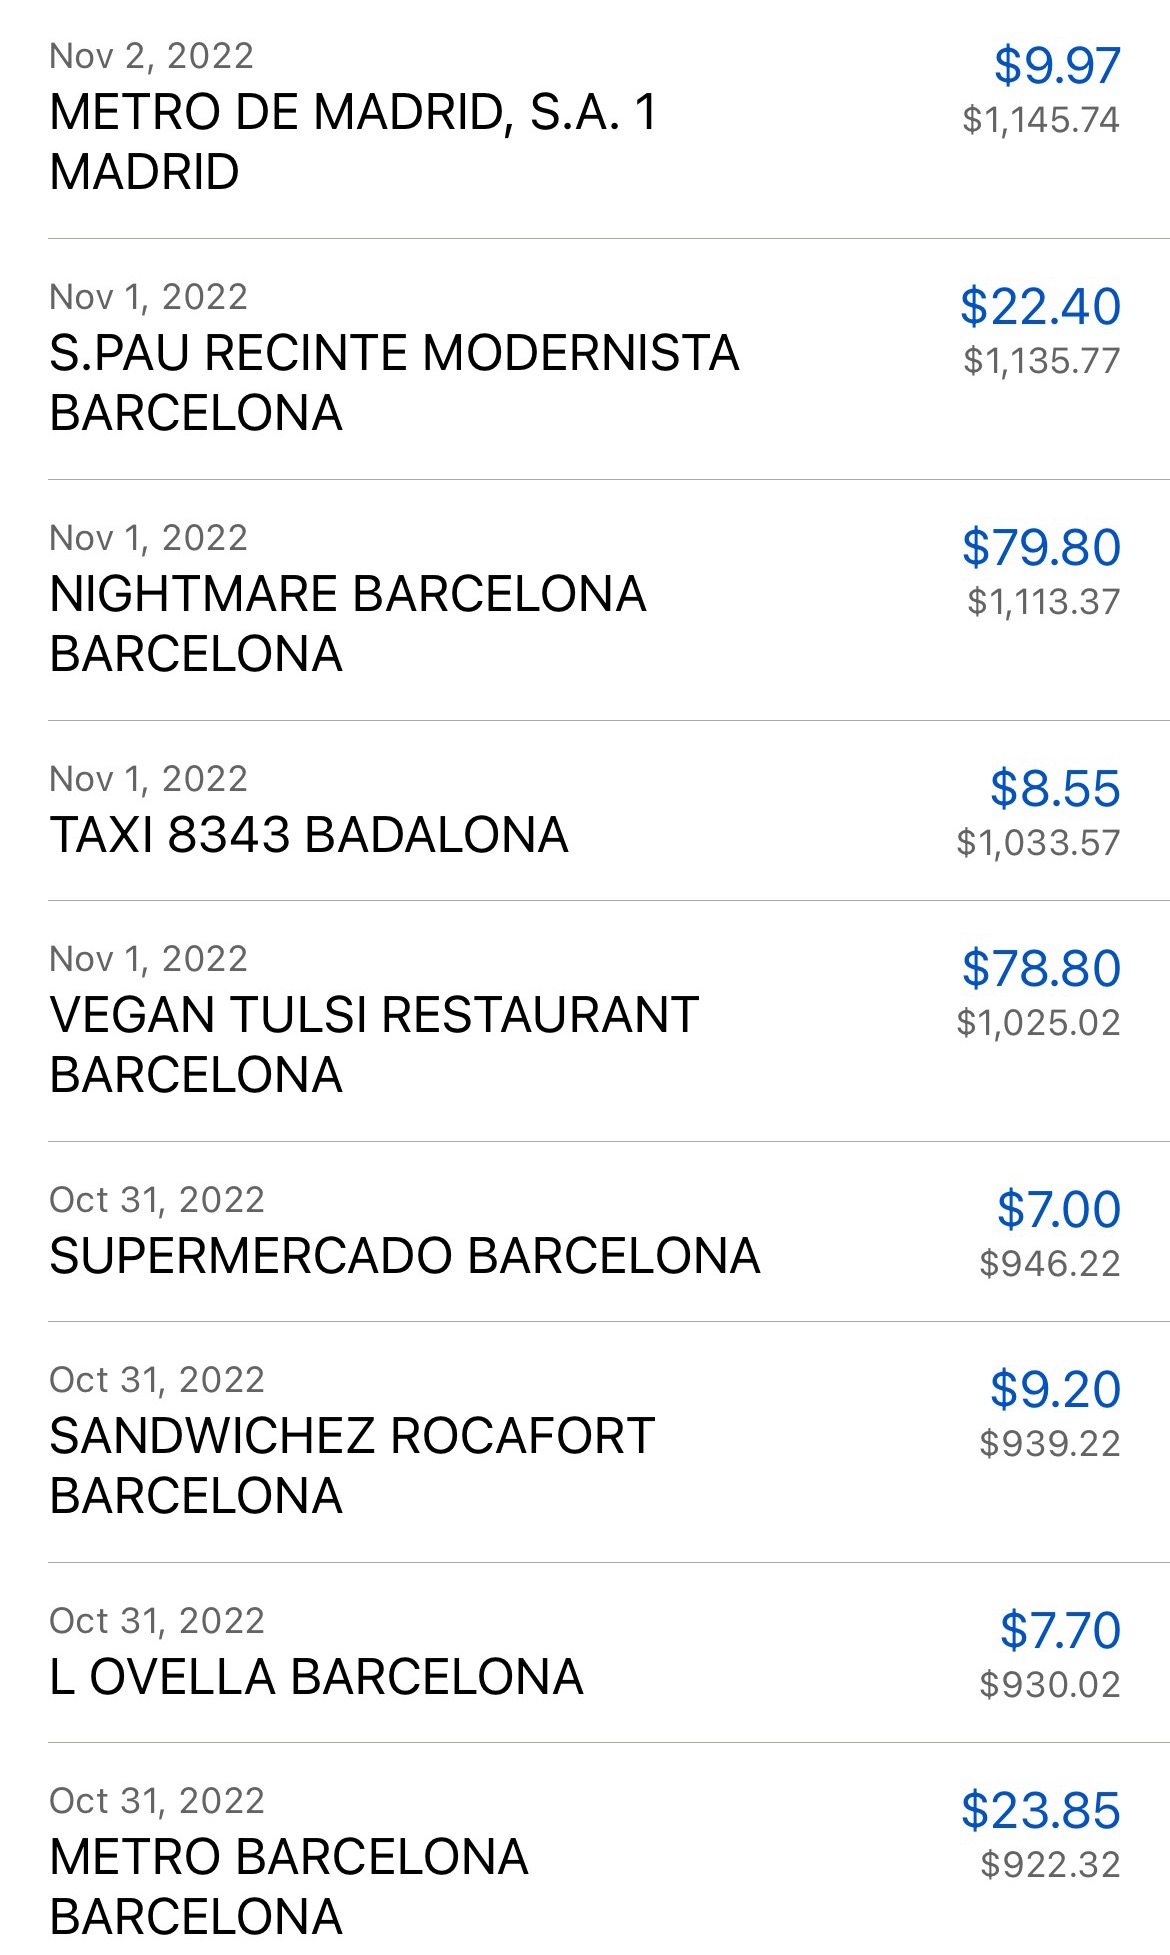 Nov 2, 2022
$9.97
METRO DE MADRID, S.A. 1
$1,145.74
MADRID
Nov 1, 2022
$22.40
S.PAU RECINTE MODERNISTA
$1,135.77
BARCELONA
Nov 1, 2022
$79.80
NIGHTMARE BARCELONA
$1,113.37
BARCELONA
Nov 1, 2022
$8.55
TAXI 8343 BADALONA
$1,033.57
Nov 1, 2022
$78.80
VEGAN TULSI RESTAURANT
$1,025.02
BARCELONA
Oct 31, 2022
$7.00
SUPERMERCADO BARCELONA
$946.22
Oct 31, 2022
$9.20
SANDWICHEZ ROCAFORT
$939.22
BARCELONA
Oct 31, 2022
$7.70
L OVELLA BARCELONA
$930.02
Oct 31, 2022
$23.85
METRO BARCELONA
$922.32
BARCELONA